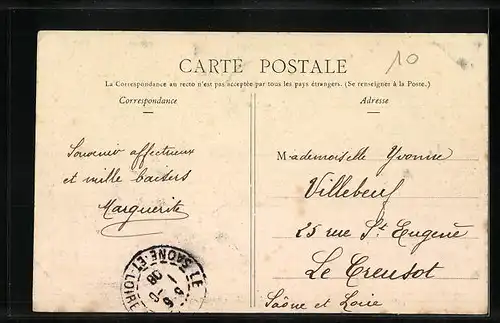 10
CARTE POSTALE
La Correspondance au recto n'est pas acceptée par tous les pays étrangers. (Se renseigner à la Poste.)
Correspondance
Adresse
Souvenir affectueux
et mille baisers
Marguerite
Mademoiselle Yvonne
Villebeuf
25 rue St Eugène
Le Creusot
Saône et Loire
LE
SAONE-ET-LOIRE
08